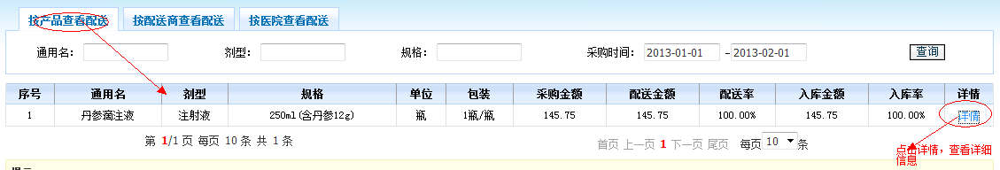 按产品查看配送 按配送商查看配送 按医院查看配送
通用名： 剂型： 规格： 采购时间： 2013-01-01 -2013-02-01 查询
序号 通用名 剂型 规格 单位 包装 采购金额 配送金额 配送率 入库金额 入库率 详情
1 丹参滴注液 注射液 250ml(含丹参12g) 瓶 1瓶/瓶 145.75 145.75 100.00% 145.75 100.00% 详情
第 1/1 页 每页 10 条 共 1 条 首页 上一页 1 下一页 尾页 每页 10 条
点击详情，查看详细
信息